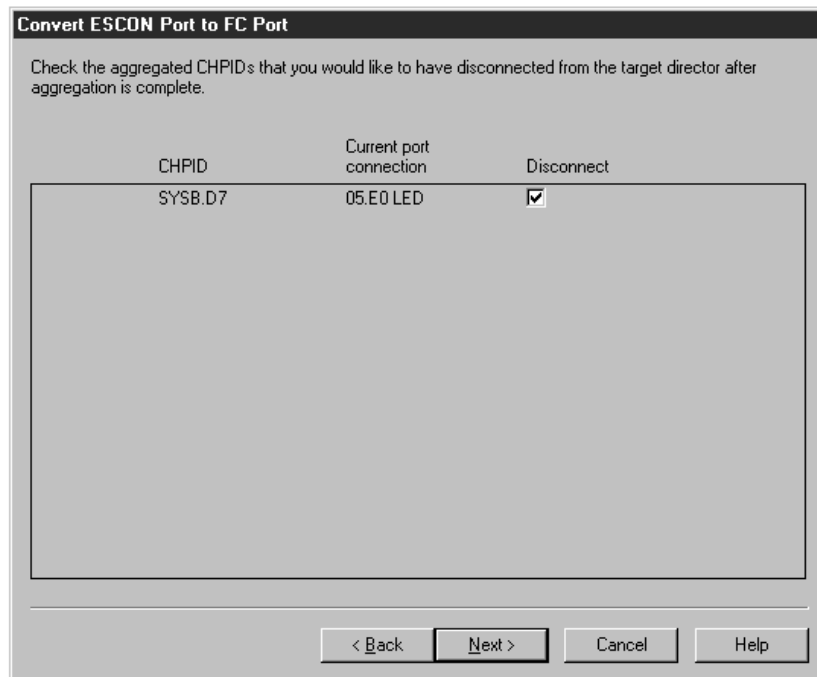 Convert ESCON Port to FC Port
Check the aggregated CHPIDs that you would like to have disconnected from the target director after
aggregation is complete.
CHPID
Current port
connection
Disconnect
SYSB.D7
05.E0 LED
< Back
Next >
Cancel
Help